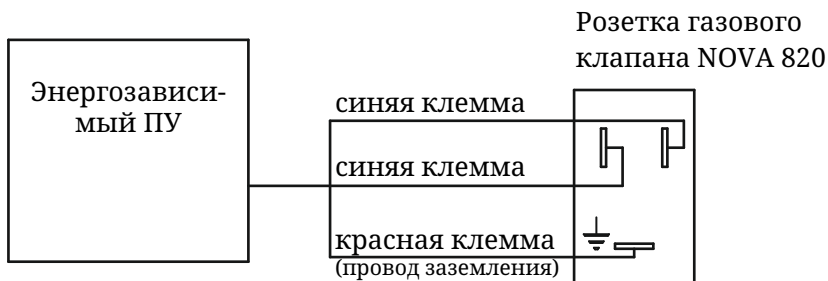 Розетка газового
клапана NOVA 820
Энергозависи-
мый ПУ
синяя клемма
синяя клемма
красная клемма
(провод заземления)